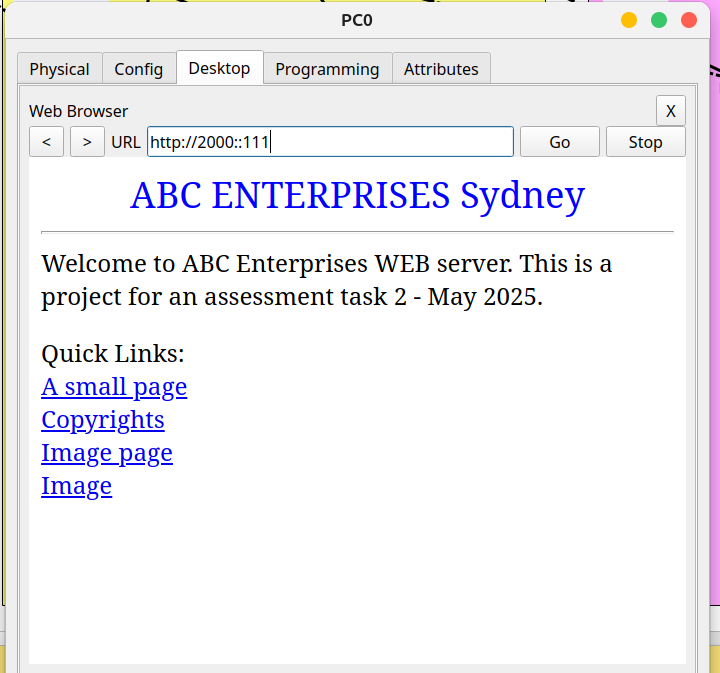 PC0
Physical Config Desktop Programming Attributes
Web Browser X
< > URL http://2000::111 Go Stop
ABC ENTERPRISES Sydney
Welcome to ABC Enterprises WEB server. This is a
project for an assessment task 2 - May 2025.
Quick Links:
A small page
Copyrights
Image page
Image